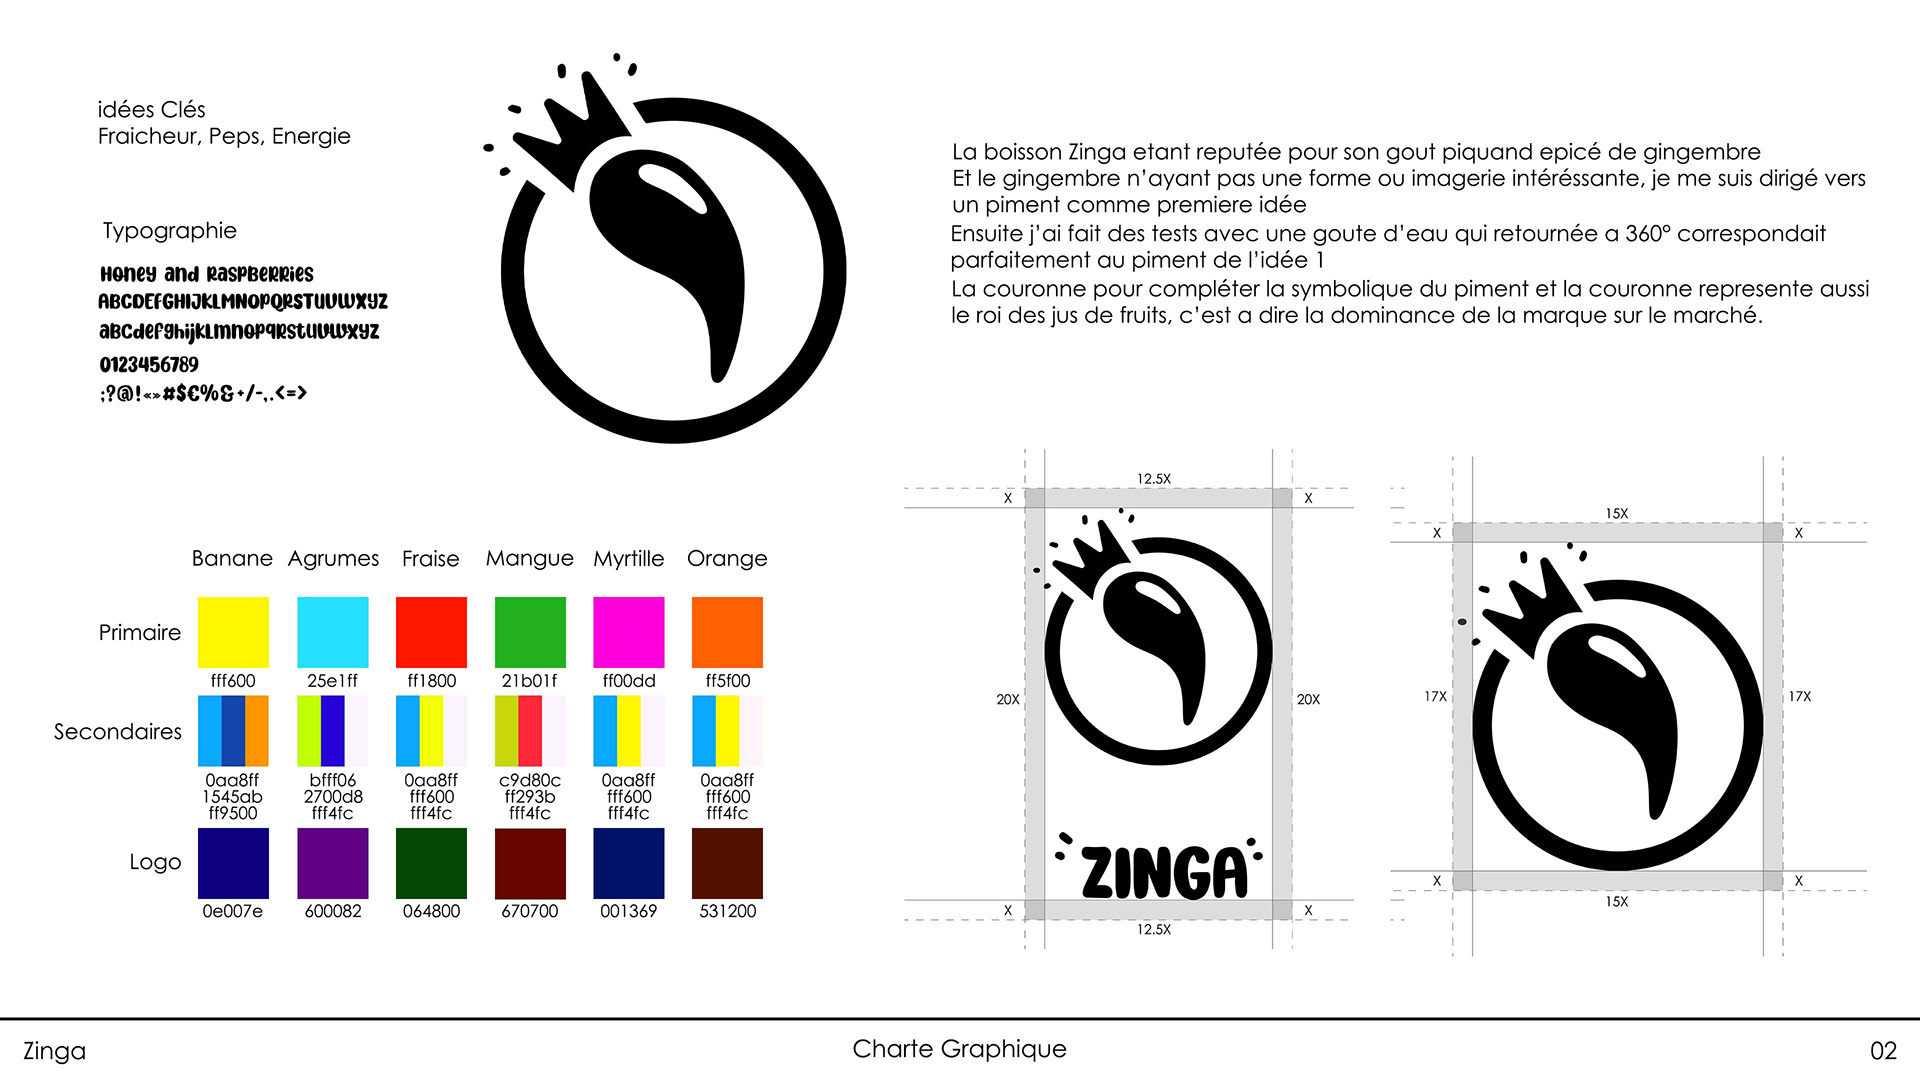 idées Clés
Fraicheur, Peps, Energie
Typographie
Honey and Raspberries
ABCDEFGHIJKLMNOPQRSTUVWXYZ
aBCdefghijkLmnopqRstuvwxyz
0123456789
;?@!«»#$€%&+/-,.<=>
La boisson Zinga etant reputée pour son gout piquand epicé de gingembre
Et le gingembre n’ayant pas une forme ou imagerie intéréssante, je me suis dirigé vers
un piment comme premiere idée
Ensuite j’ai fait des tests avec une goute d’eau qui retournée a 360° correspondait
parfaitement au piment de l’idée 1
La couronne pour compléter la symbolique du piment et la couronne represente aussi
le roi des jus de fruits, c’est a dire la dominance de la marque sur le marché.
Banane Agrumes Fraise Mangue Myrtille Orange
Primaire
fff600 25e1ff ff1800 21b01f ff00dd ff5f00
Secondaires
0aa8ff bfff06 0aa8ff c9d80c 0aa8ff 0aa8ff
1545ab 2700d8 fff600 ff293b fff600 fff600
ff9500 fff4fc fff4fc fff4fc fff4fc fff4fc
Logo
0e007e 600082 064800 670700 001369 531200
12.5X
X X
20X 20X
ZINGA
X X
12.5X
15X
X X
17X 17X
X X
15X
Zinga
Charte Graphique
02